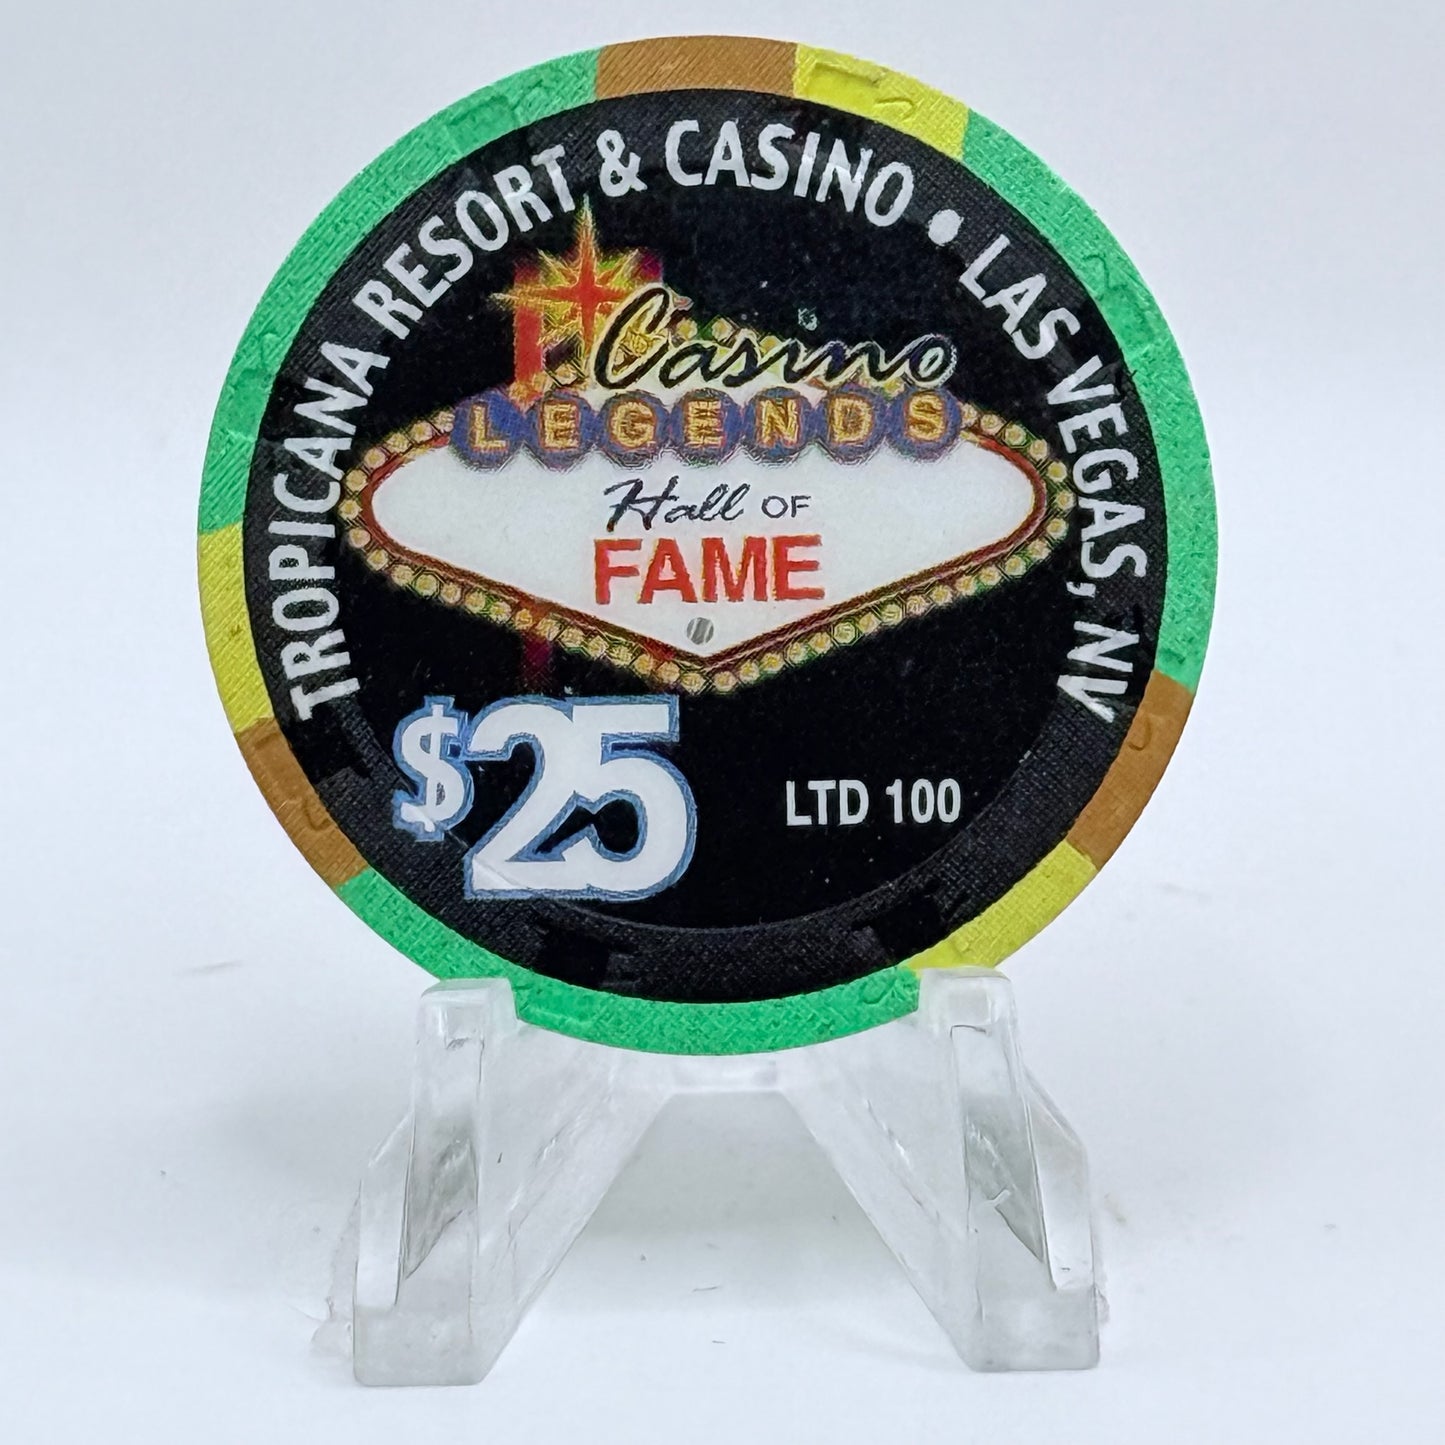 TROPICANA RESORT & CASINO • LAS VEGAS, NV
Casino
LEGENDS
Hall OF
FAME
$25
LTD 100